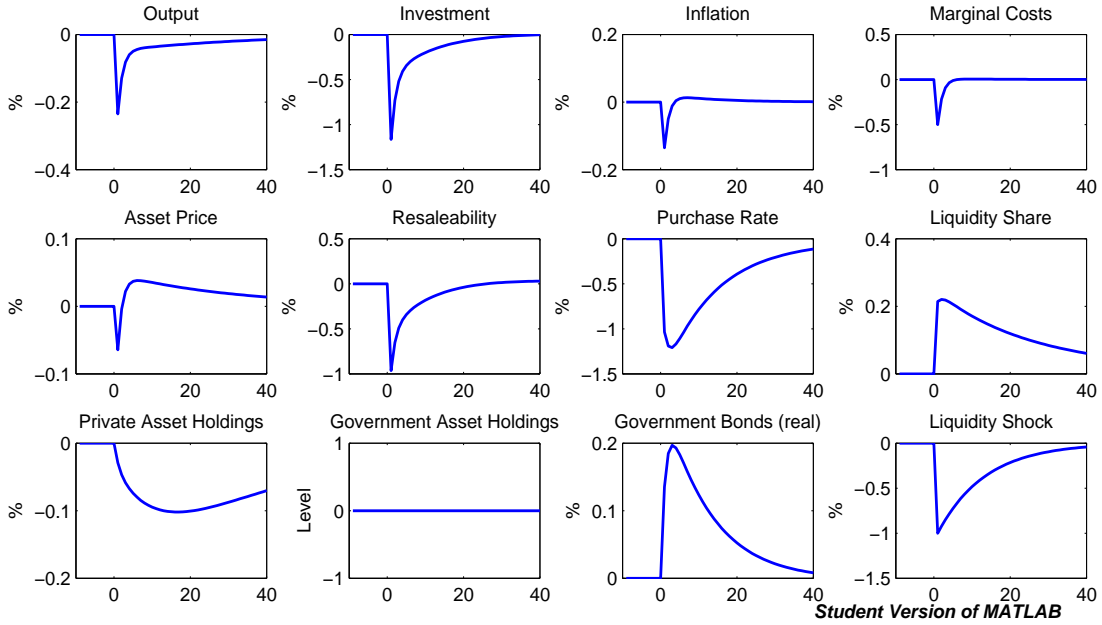 Output
Investment
Inflation
Marginal Costs
0
−0.2
−0.4
%
0 20 40
0
−0.5
−1
−1.5
%
0 20 40
0.2
0
−0.2
%
0 20 40
0.5
0
−0.5
−1
%
0 20 40
Asset Price
Resaleability
Purchase Rate
Liquidity Share
0.1
0
−0.1
%
0 20 40
0.5
0
−0.5
−1
%
0 20 40
0
−0.5
−1
−1.5
%
0 20 40
0.4
0.2
0
%
0 20 40
Private Asset Holdings
Government Asset Holdings
Government Bonds (real)
Liquidity Shock
0
−0.1
−0.2
%
0 20 40
1
0
−1
Level
0 20 40
0.2
0.1
0
%
0 20 40
0
−0.5
−1
−1.5
%
0 20 40
Student Version of MATLAB